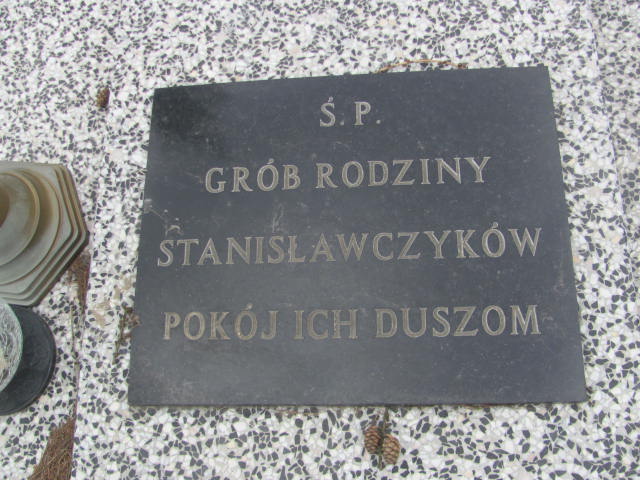 Ś. P.
GRÓB RODZINY
STANISŁAWCZYKÓW
POKÓJ ICH DUSZOM